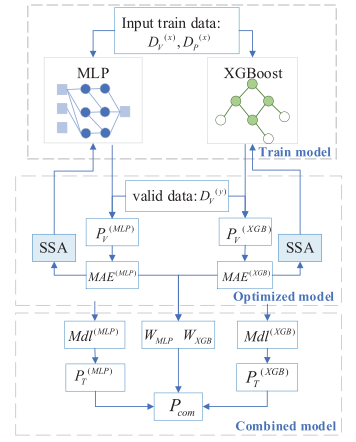 Input train data:
D_V^(x), D_P^(x)
MLP
XGBoost
Train model
valid data: D_V^(y)
P_V^(MLP)
P_V^(XGB)
SSA
SSA
MAE^(MLP)
MAE^(XGB)
Optimized model
Mdl^(MLP)
W_MLP W_XGB
Mdl^(XGB)
P_T^(MLP)
P_T^(XGB)
P_com
Combined model